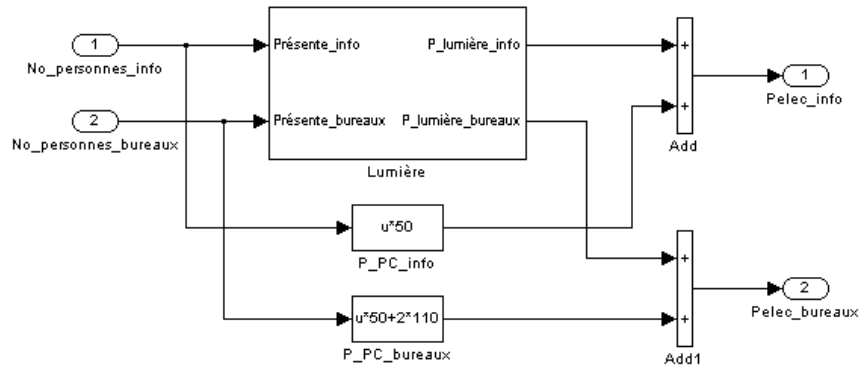 1
No_personnes_info
2
No_personnes_bureaux
Présente_info
P_lumière_info
Présente_bureaux
P_lumière_bureaux
Lumière
u*50
P_PC_info
u*50+2*110
P_PC_bureaux
+
+
Add
1
Pelec_info
+
+
Add1
2
Pelec_bureaux